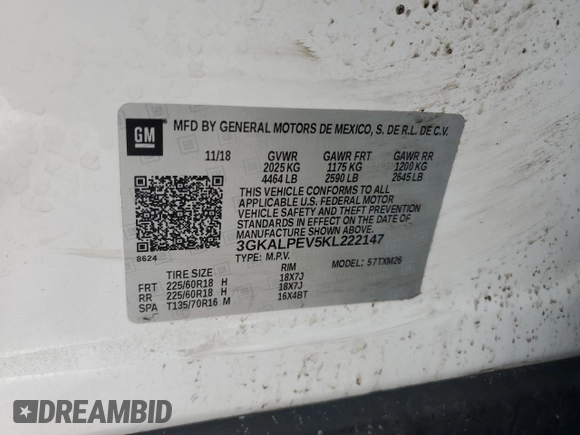 GM
MFD BY GENERAL MOTORS DE MEXICO, S. DE R.L. DE C.V.
11/18 GVWR GAWR FRT GAWR RR
2025 KG 1175 KG 1200 KG
4464 LB 2590 LB 2645 LB
THIS VEHICLE CONFORMS TO ALL
APPLICABLE U.S. FEDERAL MOTOR
VEHICLE SAFETY AND THEFT PREVENTION
STANDARDS IN EFFECT ON THE DATE OF
MANUFACTURE SHOWN ABOVE.
3GKALPEV5KL222147
8624 TYPE: M.P.V. MODEL: 57TXM26
TIRE SIZE RIM
FRT 225/60R18 H 18X7J
RR 225/60R18 H 18X7J
SPA T135/70R16 M 16X4BT
DREAMBID